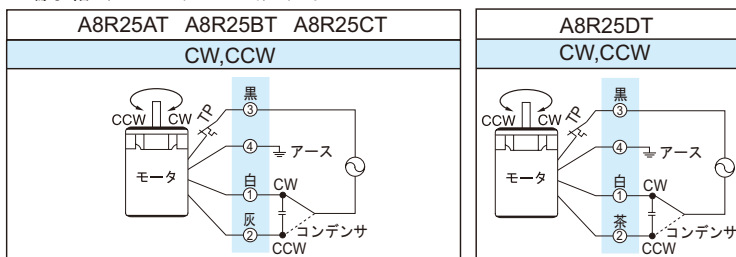 A8R25AT A8R25BT A8R25CT
CW,CCW
CCW
CW
TP
黒
③
④
アース
モータ
白
①
CW
灰
②
コンデンサ
CCW
A8R25DT
CW,CCW
CCW
CW
TP
黒
③
④
アース
モータ
白
①
CW
茶
②
コンデンサ
CCW